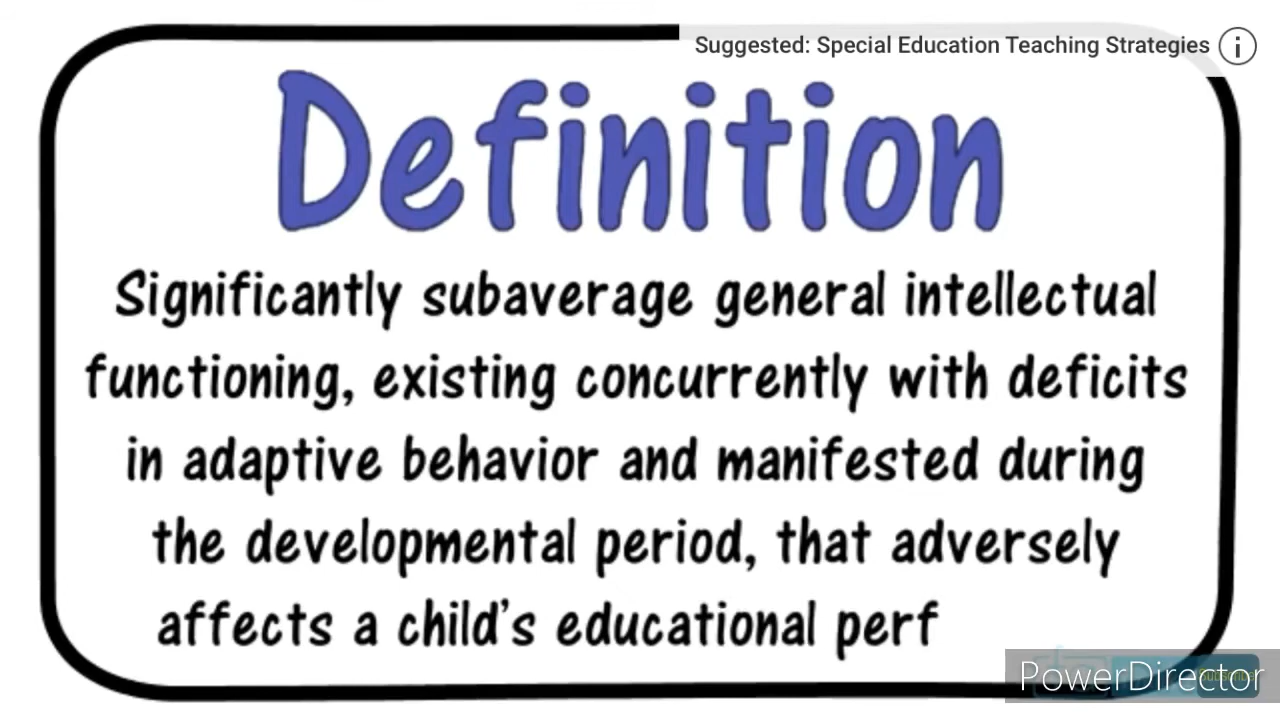 Suggested: Special Education Teaching Strategies
Definition
Significantly subaverage general intellectual
functioning, existing concurrently with deficits
in adaptive behavior and manifested during
the developmental period, that adversely
affects a child's educational perf
PowerDirector
Subscribe